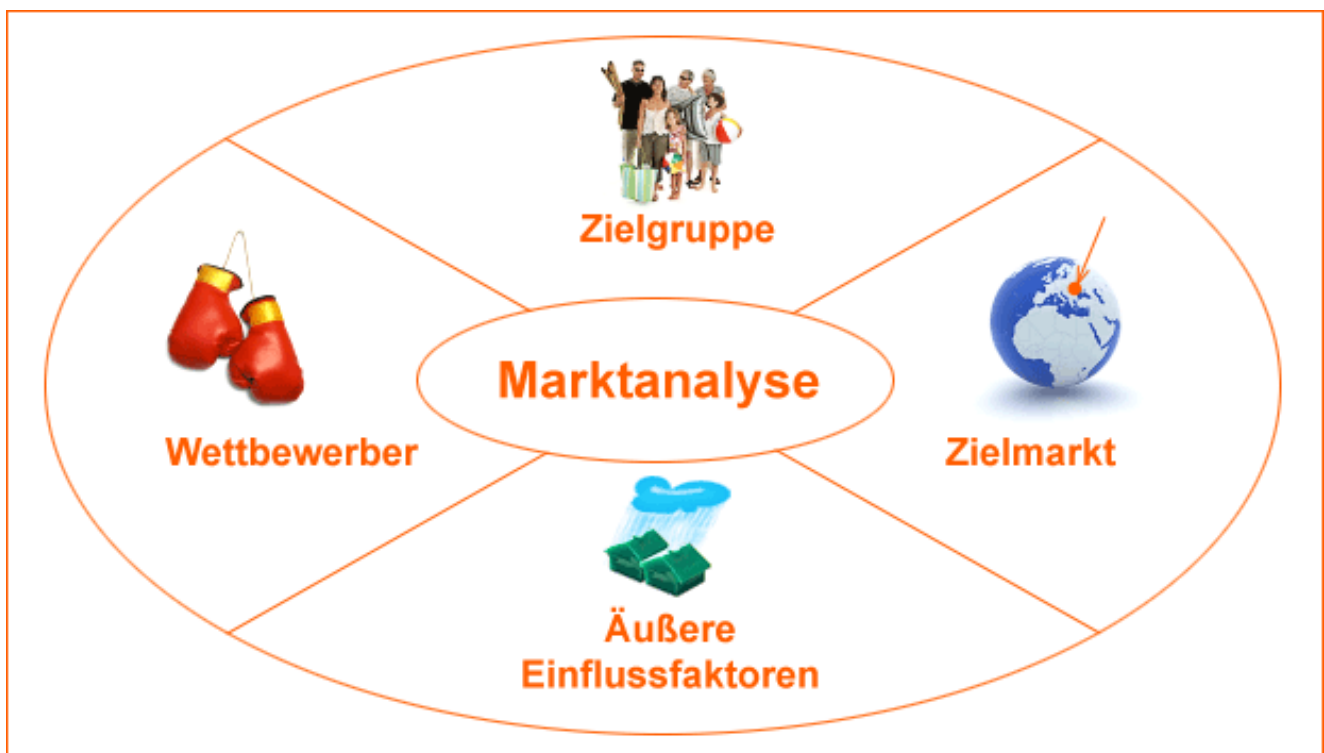 Zielgruppe
Marktanalyse
Wettbewerber
Zielmarkt
Äußere
Einflussfaktoren